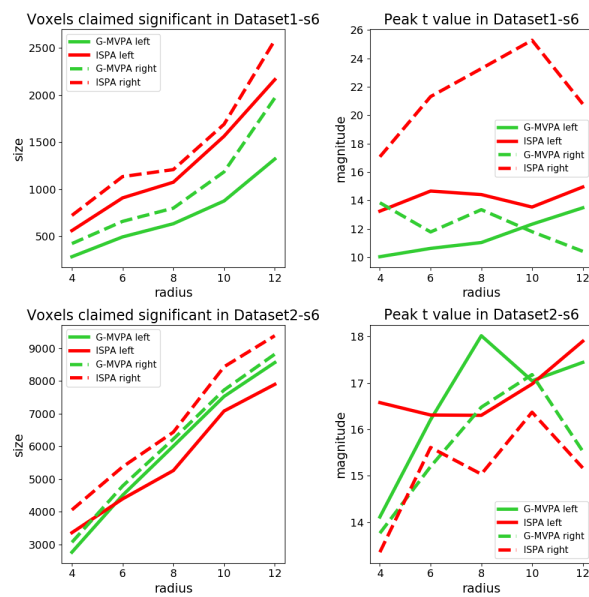 Voxels claimed significant in Dataset1-s6
G-MVPA left
ISPA left
G-MVPA right
ISPA right
2500
2000
1500
1000
500
size
4 6 8 10 12
radius
Peak t value in Dataset1-s6
26
24
22
20
18
16
14
12
10
magnitude
G-MVPA left
ISPA left
G-MVPA right
ISPA right
4 6 8 10 12
radius
Voxels claimed significant in Dataset2-s6
G-MVPA left
ISPA left
G-MVPA right
ISPA right
9000
8000
7000
6000
5000
4000
3000
size
4 6 8 10 12
radius
Peak t value in Dataset2-s6
18
17
16
15
14
magnitude
G-MVPA left
ISPA left
G-MVPA right
ISPA right
4 6 8 10 12
radius